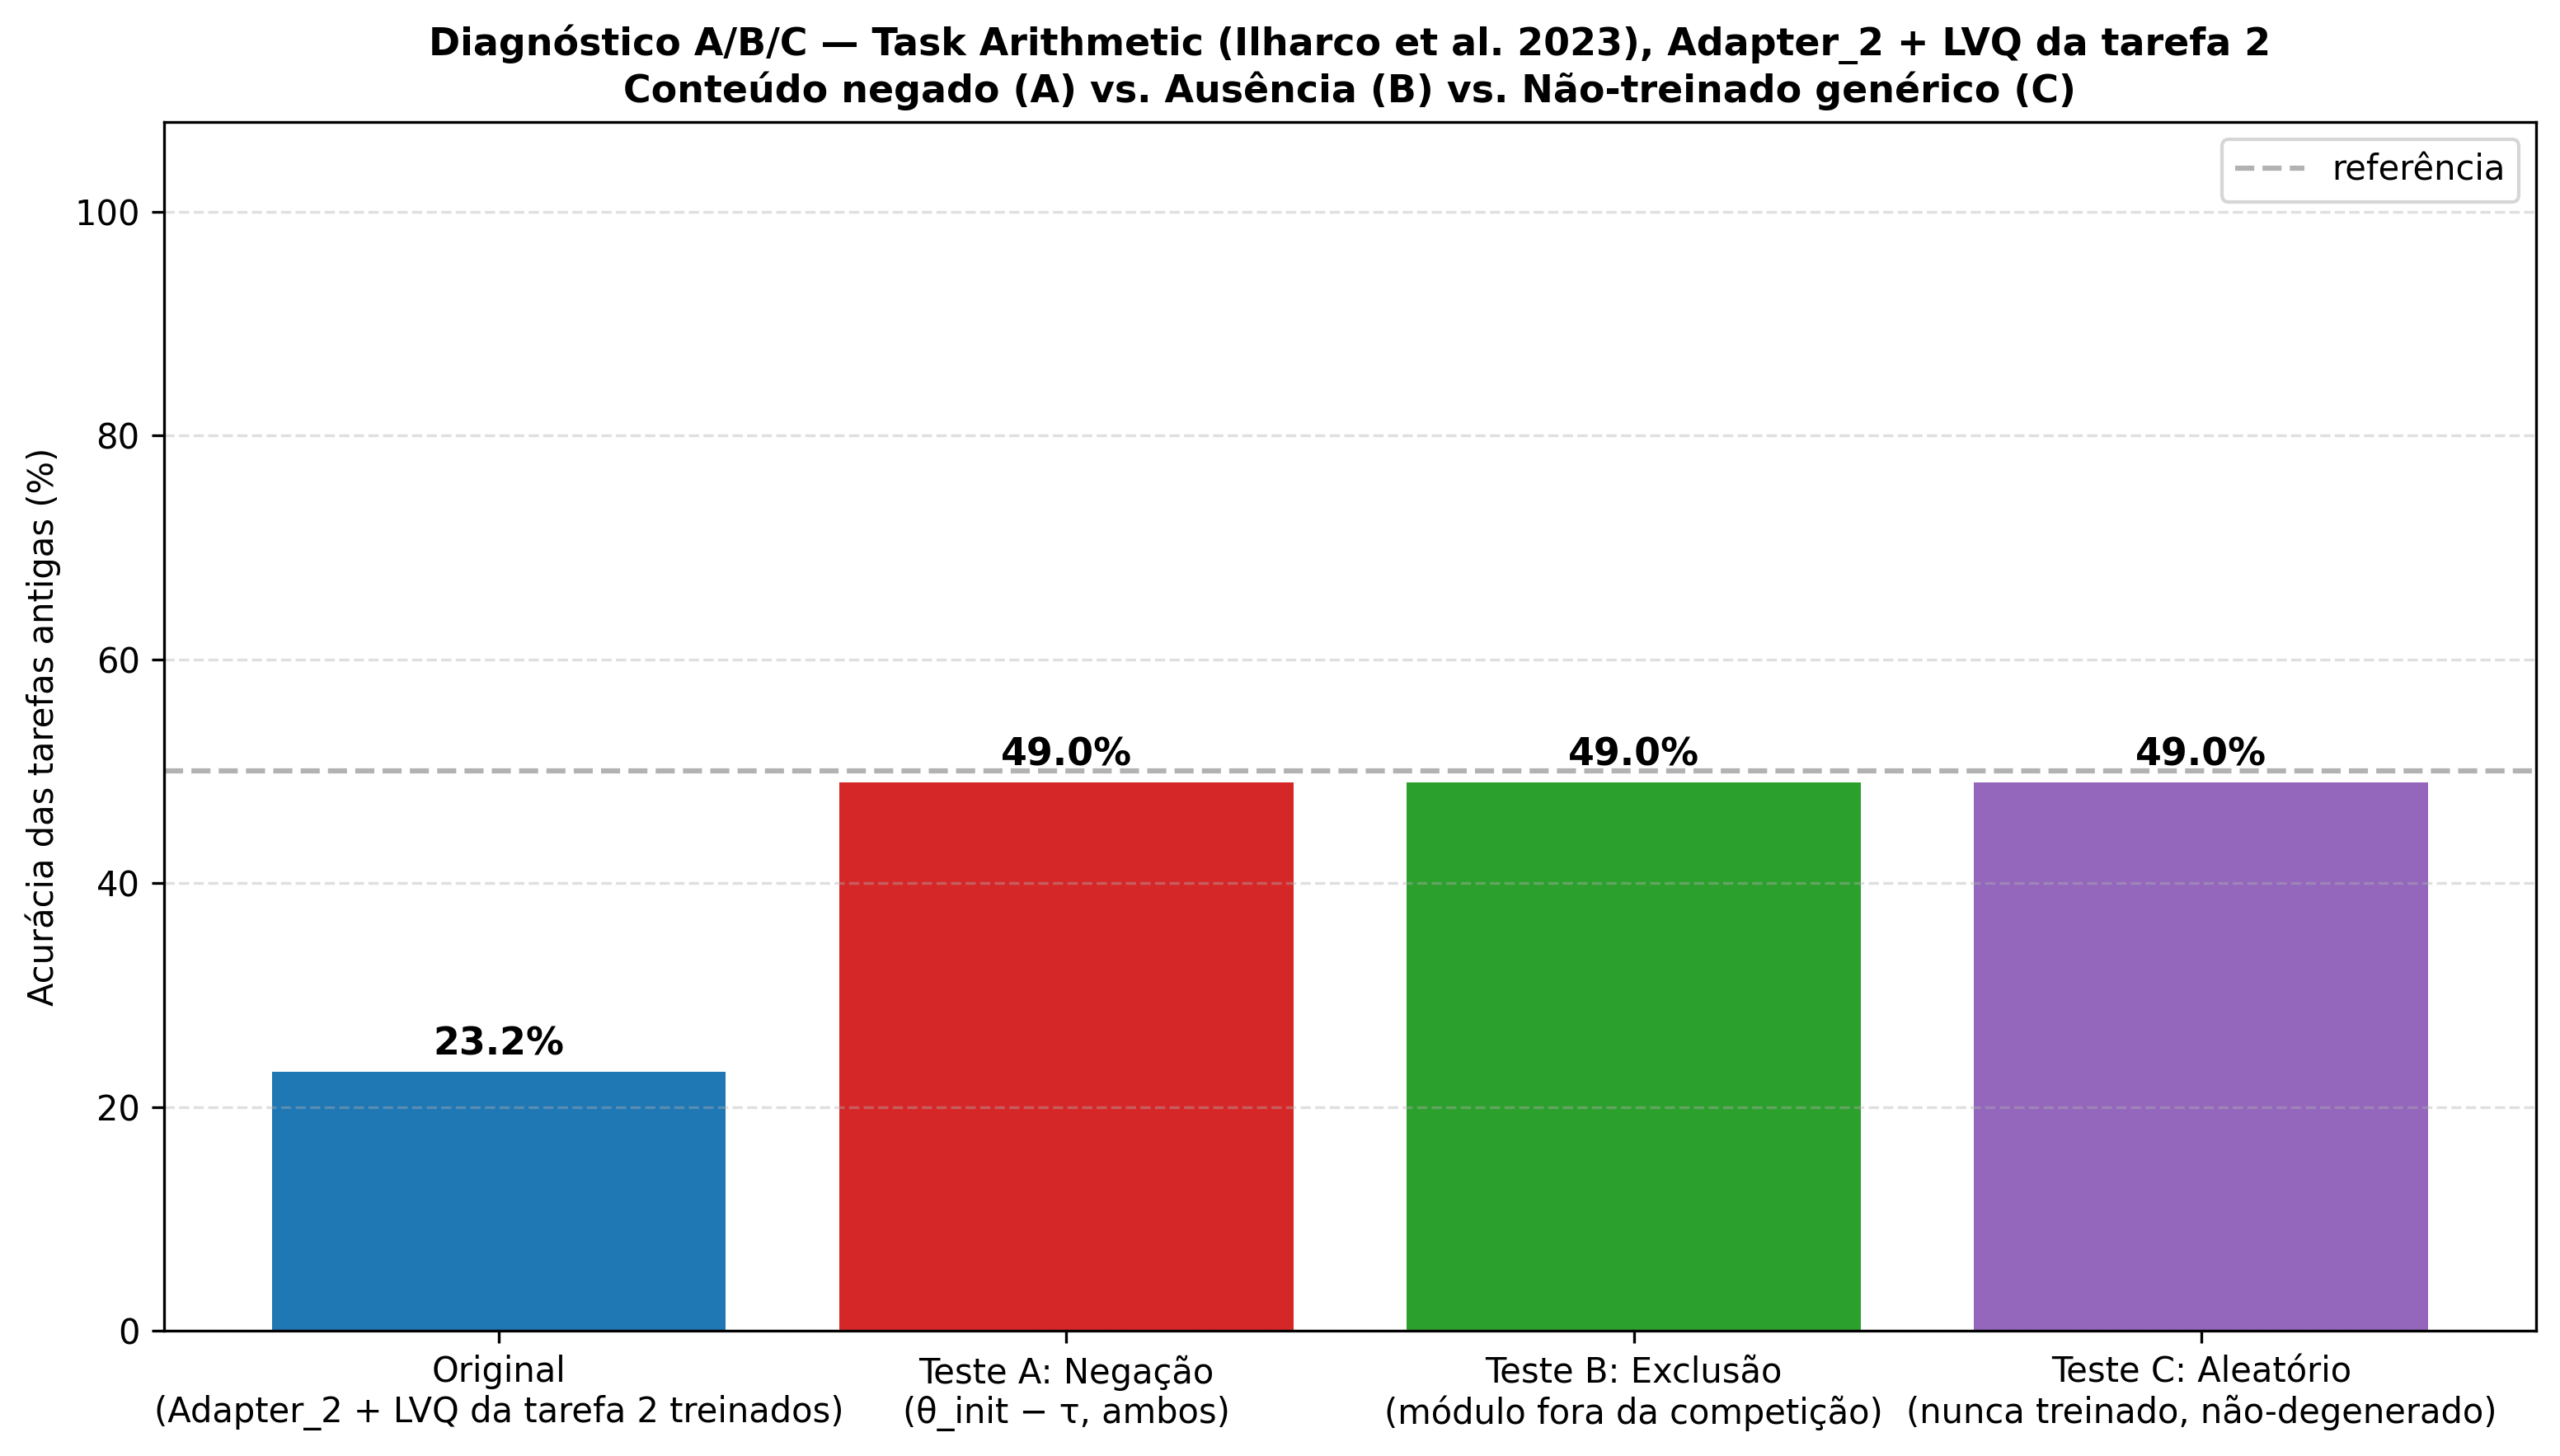 Diagnóstico A/B/C — Task Arithmetic (Ilharco et al. 2023), Adapter_2 + LVQ da tarefa 2
Conteúdo negado (A) vs. Ausência (B) vs. Não-treinado genérico (C)
referência
100
80
60
40
20
0
Acurácia das tarefas antigas (%)
23.2%
49.0%
49.0%
49.0%
Original
(Adapter_2 + LVQ da tarefa 2 treinados)
Teste A: Negação
(θ_init − τ, ambos)
Teste B: Exclusão
(módulo fora da competição)
Teste C: Aleatório
(nunca treinado, não-degenerado)